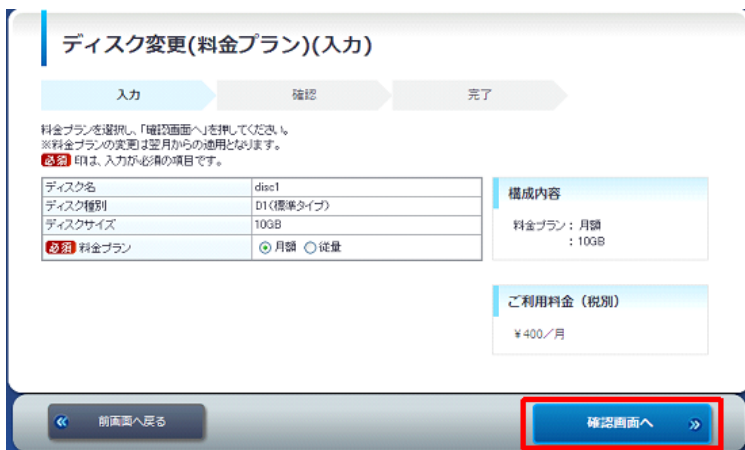 ディスク変更(料金プラン)(入力)
入力
確認
完了
料金プランを選択し、「確認画面へ」を押してください。
※料金プランの変更は翌月からの適用となります。
必須 印は、入力が必須の項目です。
ディスク名 disc1
ディスク種別 D1(標準タイプ)
ディスクサイズ 10GB
必須 料金プラン 月額 従量
構成内容
料金プラン : 月額
: 10GB
ご利用料金(税別)
¥400/月
前画面へ戻る
確認画面へ